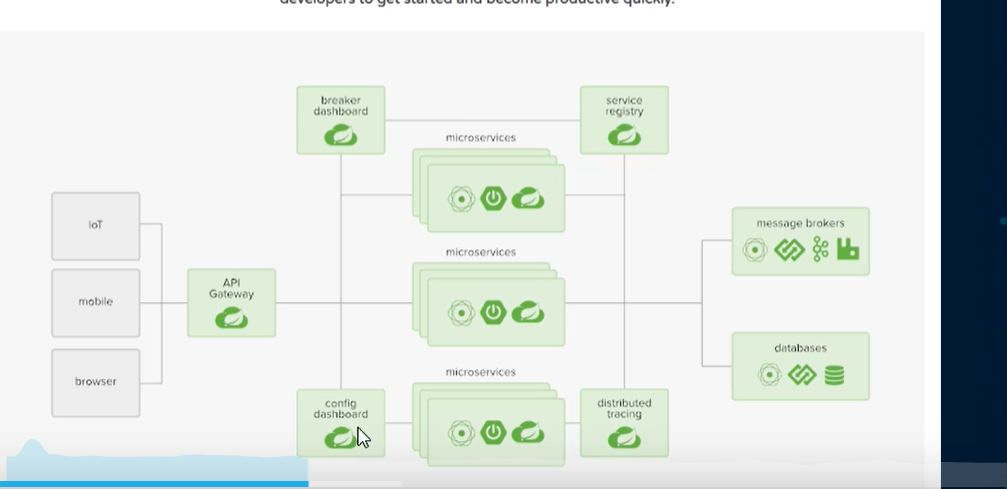 developers to get started and become productive quickly.
breaker
dashboard
service
registry
microservices
IoT
message brokers
microservices
API
Gateway
mobile
databases
microservices
browser
config
dashboard
distributed
tracing